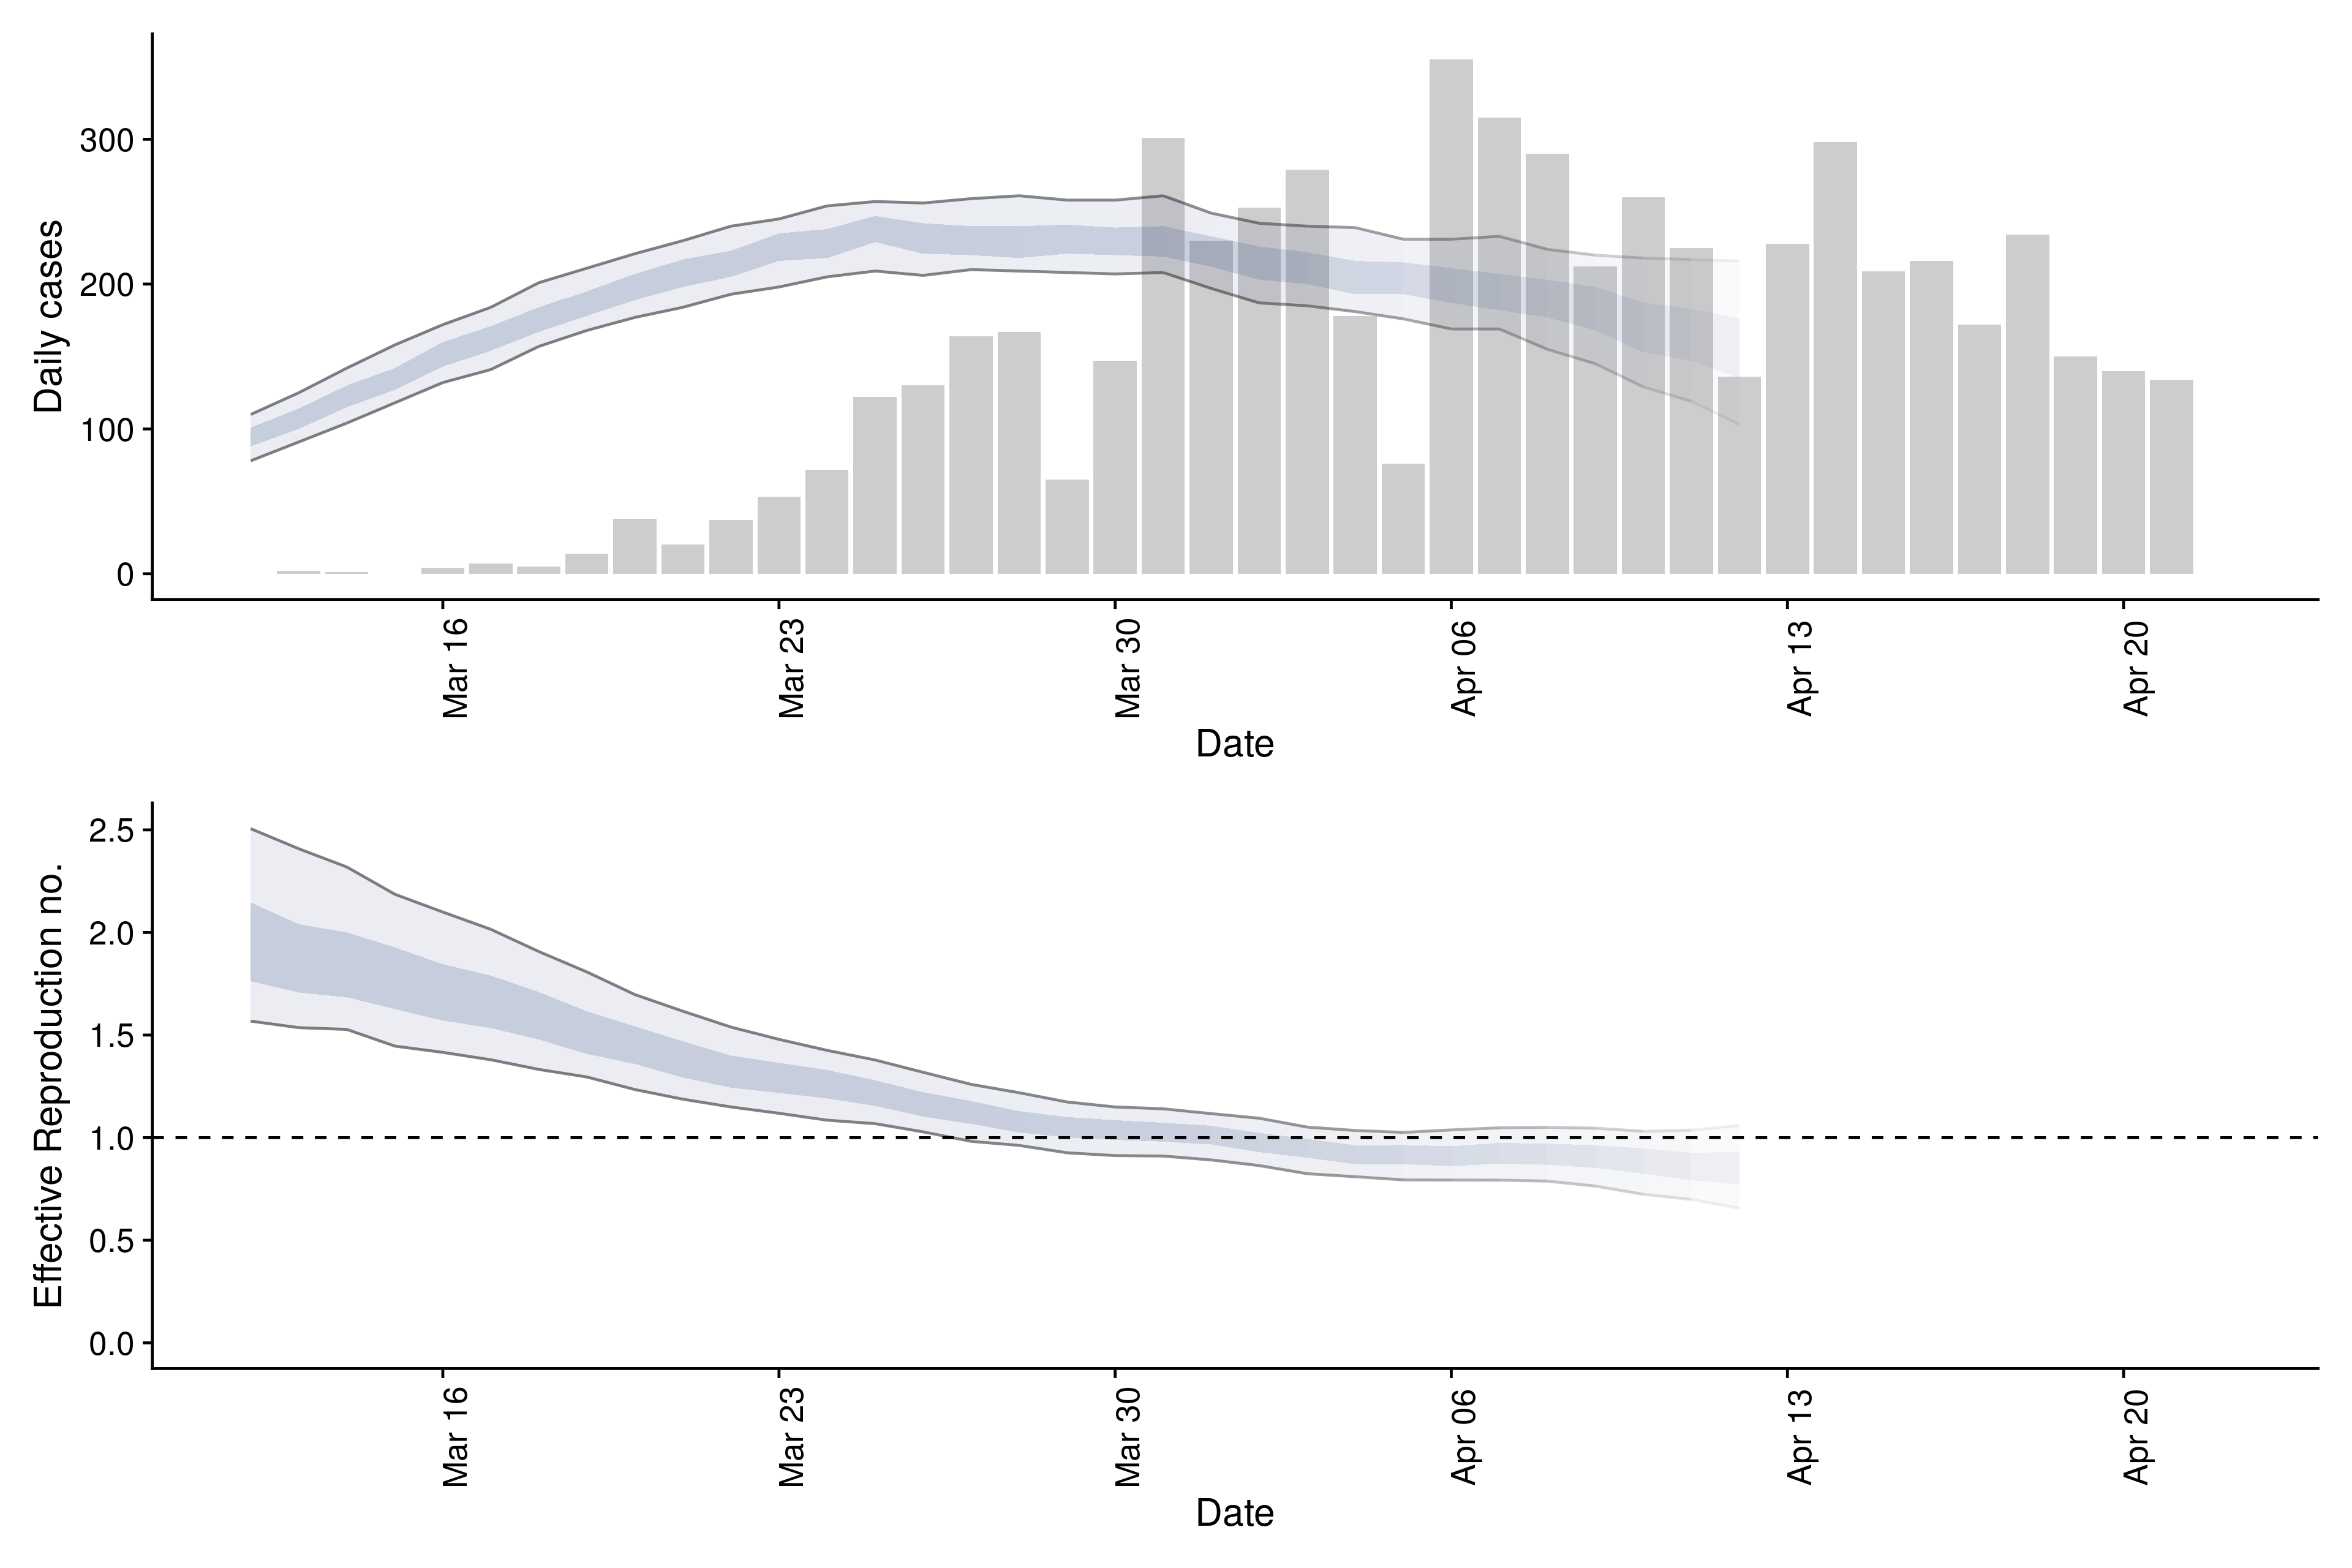 Daily cases
300
200
100
0
Mar 16
Mar 23
Mar 30
Apr 06
Apr 13
Apr 20
Date
Effective Reproduction no.
2.5
2.0
1.5
1.0
0.5
0.0
Mar 16
Mar 23
Mar 30
Apr 06
Apr 13
Apr 20
Date